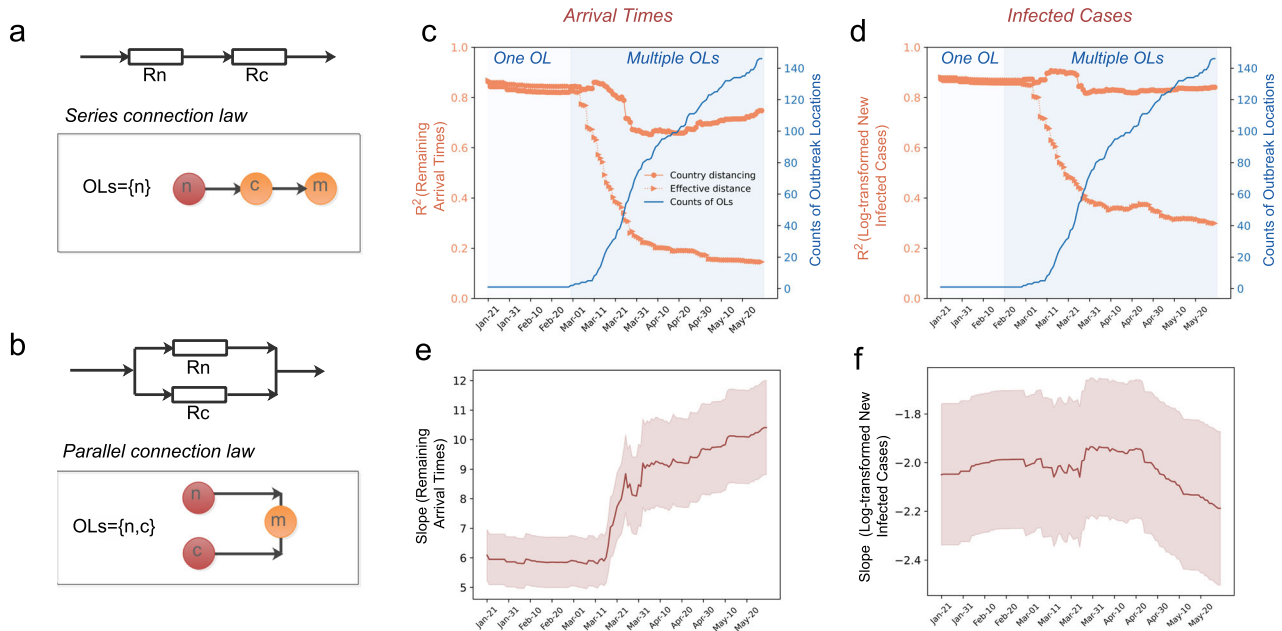 a
Rn
Rc
Series connection law
OLs={n}
n
c
m
b
Rn
Rc
Parallel connection law
OLs={n,c}
n
m
c
Arrival Times
c
One OL
Multiple OLs
1.0
0.8
0.6
0.4
0.2
0.0
R² (Remaining
Arrival Times)
Country distancing
Effective distance
Counts of OLs
140
120
100
80
60
40
20
0
Counts of Outbreak Locations
Jan-21
Jan-31
Feb-10
Feb-20
Mar-01
Mar-11
Mar-21
Mar-31
Apr-10
Apr-20
Apr-30
May-10
May-20
Infected Cases
d
One OL
Multiple OLs
1.0
0.8
0.6
0.4
0.2
0.0
R² (Log-transformed New
Infected Cases)
140
120
100
80
60
40
20
0
Counts of Outbreak Locations
Jan-21
Jan-31
Feb-10
Feb-20
Mar-01
Mar-11
Mar-21
Mar-31
Apr-10
Apr-20
Apr-30
May-10
May-20
e
12
11
10
9
8
7
6
5
Slope (Remaining
Arrival Times)
Jan-21
Jan-31
Feb-10
Feb-20
Mar-01
Mar-11
Mar-21
Mar-31
Apr-10
Apr-20
Apr-30
May-10
May-20
f
−1.8
−2.0
−2.2
−2.4
Slope (Log-transformed New
Infected Cases)
Jan-21
Jan-31
Feb-10
Feb-20
Mar-01
Mar-11
Mar-21
Mar-31
Apr-10
Apr-20
Apr-30
May-10
May-20